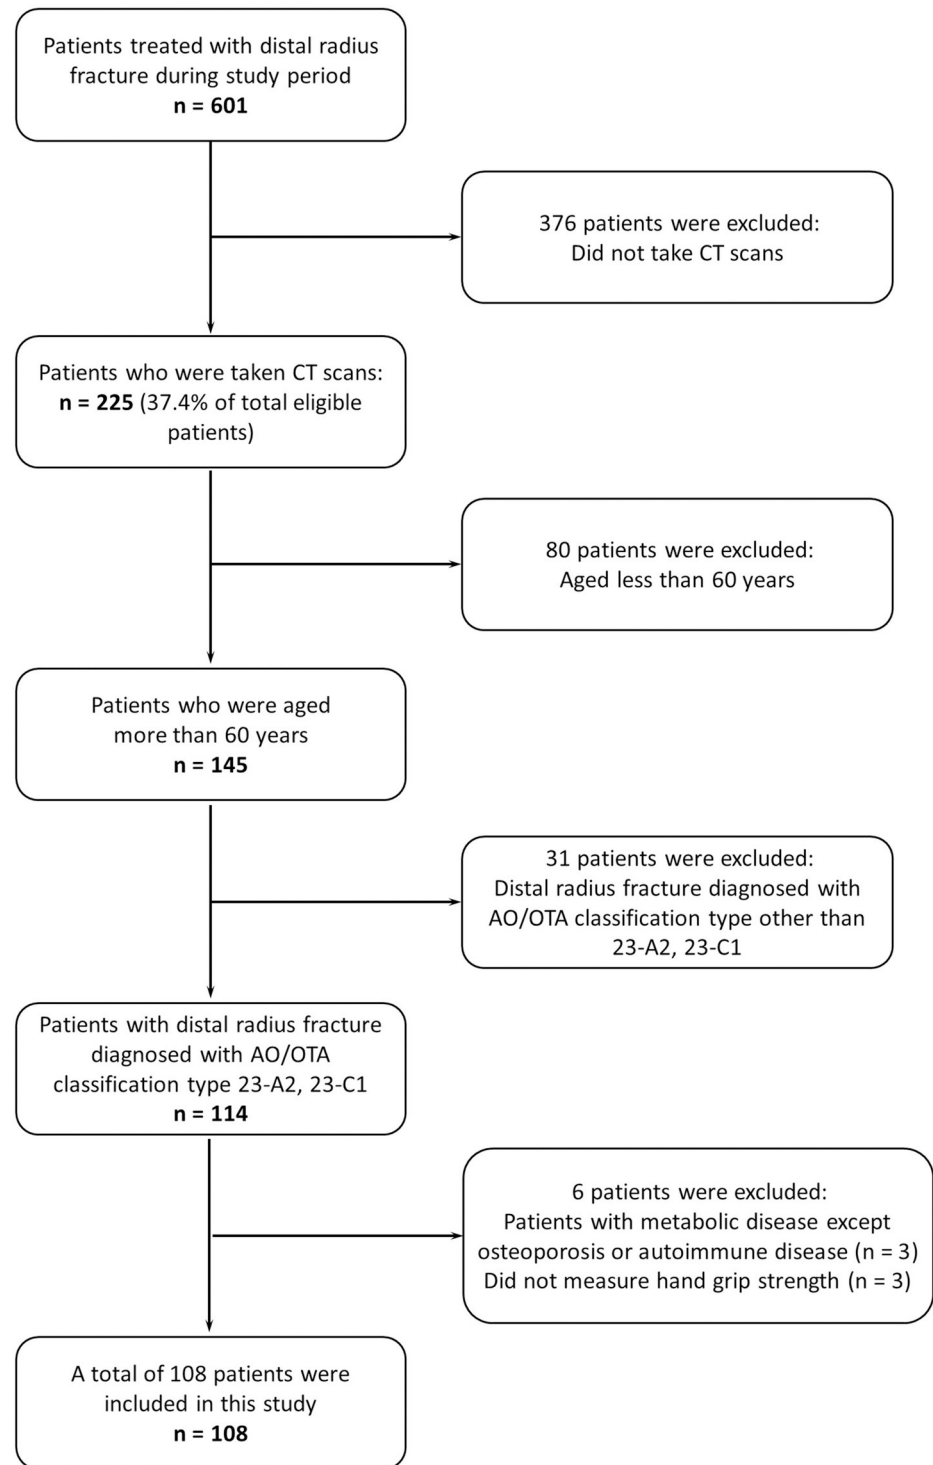 Patients treated with distal radius
fracture during study period
n = 601
376 patients were excluded:
Did not take CT scans
Patients who were taken CT scans:
n = 225 (37.4% of total eligible
patients)
80 patients were excluded:
Aged less than 60 years
Patients who were aged
more than 60 years
n = 145
31 patients were excluded:
Distal radius fracture diagnosed with
AO/OTA classification type other than
23-A2, 23-C1
Patients with distal radius fracture
diagnosed with AO/OTA
classification type 23-A2, 23-C1
n = 114
6 patients were excluded:
Patients with metabolic disease except
osteoporosis or autoimmune disease (n = 3)
Did not measure hand grip strength (n = 3)
A total of 108 patients were
included in this study
n = 108